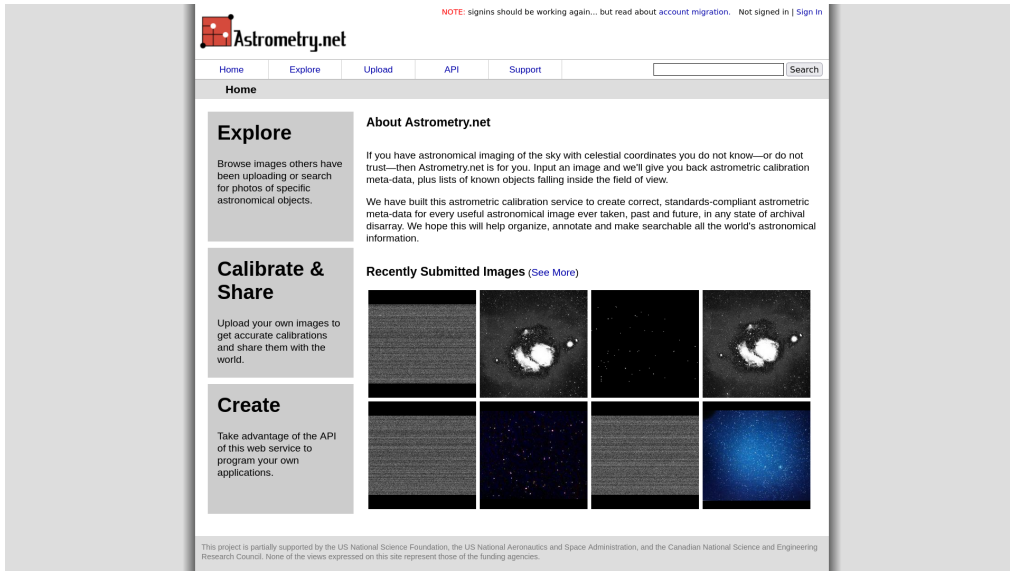 NOTE: signins should be working again... but read about account migration. Not signed in | Sign In
Astrometry.net
Home Explore Upload API Support Search
Home
Explore
Browse images others have
been uploading or search
for photos of specific
astronomical objects.
Calibrate &
Share
Upload your own images to
get accurate calibrations
and share them with the
world.
Create
Take advantage of the API
of this web service to
program your own
applications.
About Astrometry.net
If you have astronomical imaging of the sky with celestial coordinates you do not know—or do not
trust—then Astrometry.net is for you. Input an image and we'll give you back astrometric calibration
meta-data, plus lists of known objects falling inside the field of view.
We have built this astrometric calibration service to create correct, standards-compliant astrometric
meta-data for every useful astronomical image ever taken, past and future, in any state of archival
disarray. We hope this will help organize, annotate and make searchable all the world's astronomical
information.
Recently Submitted Images (See More)
This project is partially supported by the US National Science Foundation, the US National Aeronautics and Space Administration, and the Canadian National Science and Engineering
Research Council. None of the views expressed on this site represent those of the funding agencies.